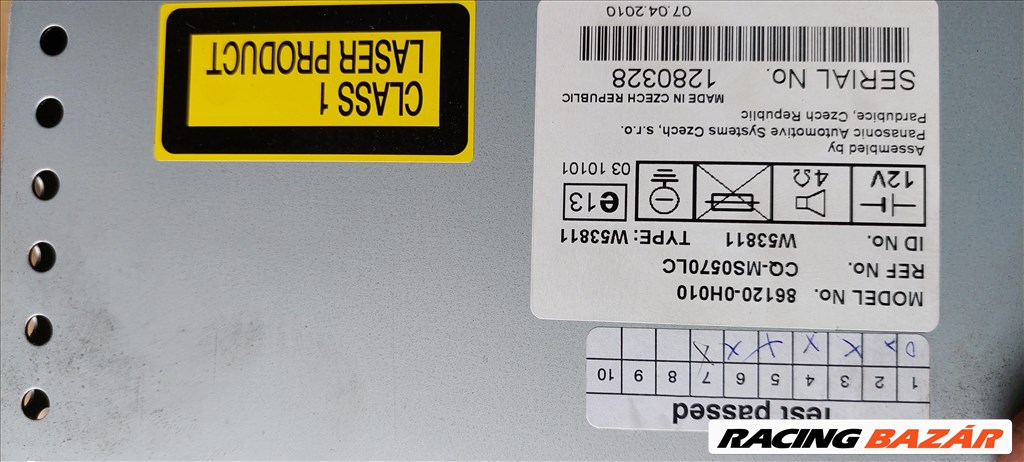 Test passed
1 2 3 4 5 6 7 8 9 10
MODEL No. 86120-0H010
REF No. CQ-MS0570LC
ID No. W53811 TYPE: W53811
12V 4Ω e13
03 10101
Assembled by
Panasonic Automotive Systems Czech, s.r.o.
Pardubice, Czech Republic
MADE IN CZECH REPUBLIC
SERIAL No. 1280328
07.04.2010
CLASS 1
LASER PRODUCT
RACING BAZÁR